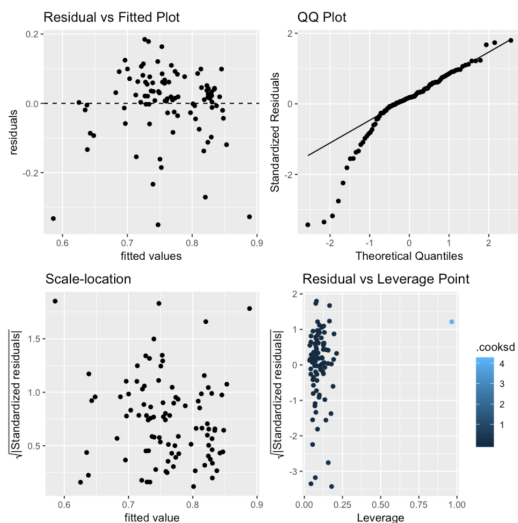 Residual vs Fitted Plot
0.2
0.0
-0.2
0.6 0.7 0.8 0.9
residuals
fitted values
QQ Plot
2
0
-2
-2 -1 0 1 2
Standardized Residuals
Theoretical Quantiles
Scale-location
1.5
1.0
0.5
0.6 0.7 0.8 0.9
√|Standardized residuals|
fitted value
Residual vs Leverage Point
2
1
0
-1
-2
-3
0.00 0.25 0.50 0.75 1.00
√|Standardized residuals|
Leverage
.cooksd
4
3
2
1